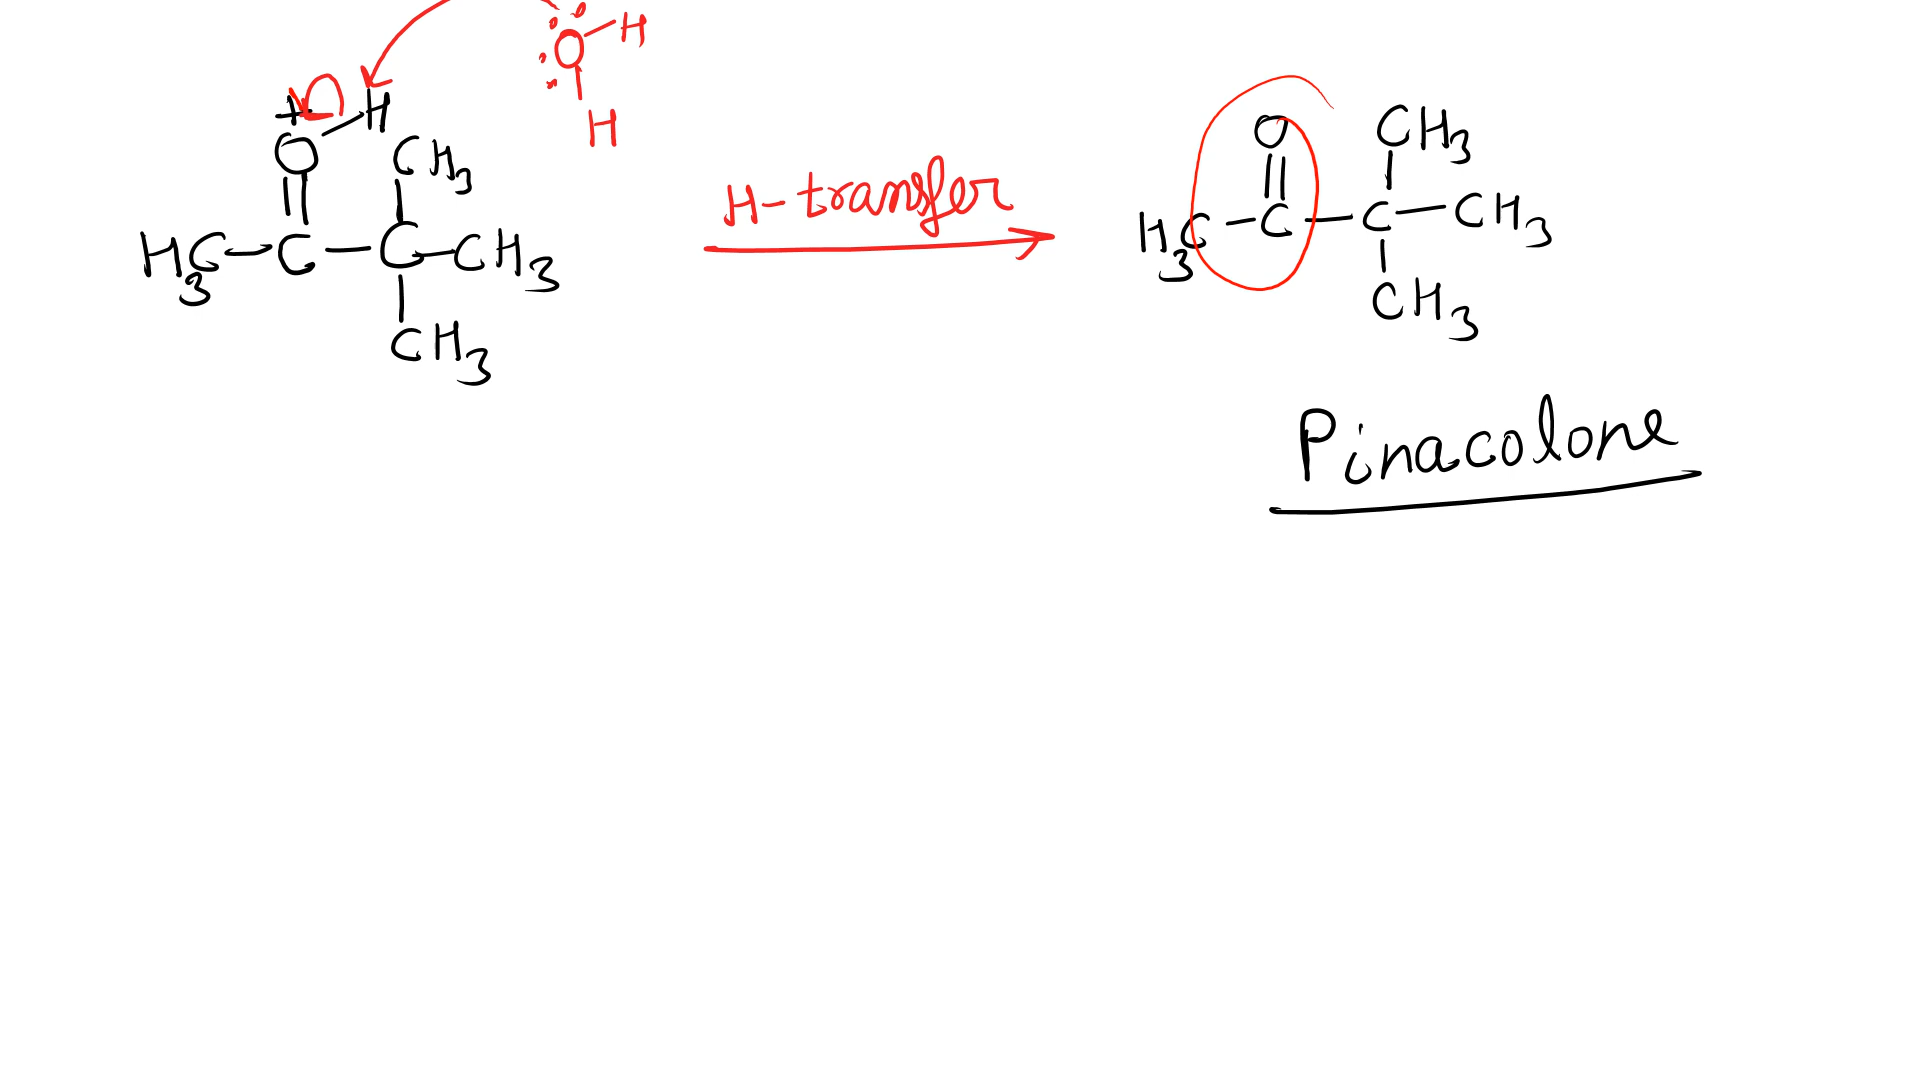 O H
H
+ H
O CH3
H3C C C CH3
CH3
H-transfer
O CH3
H3C C C CH3
CH3
Pinacolone